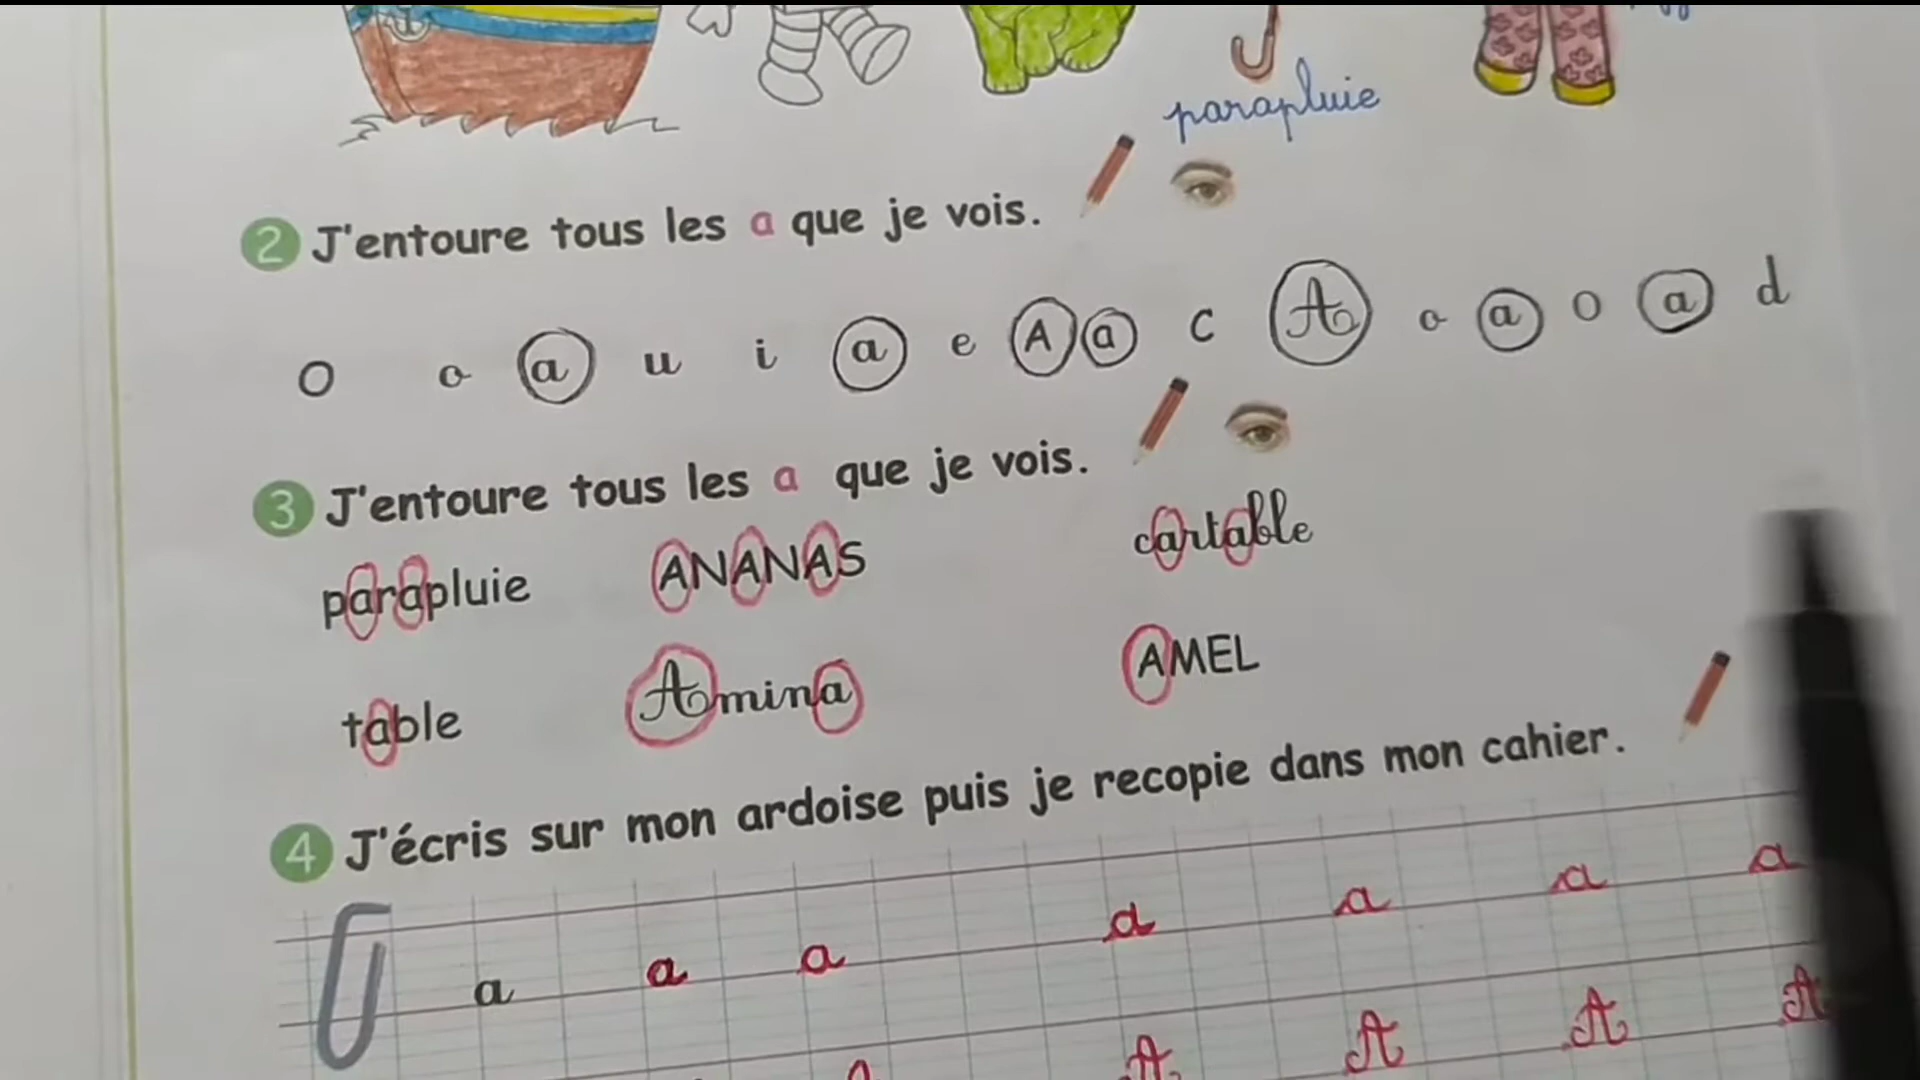 parapluie
2 J'entoure tous les a que je vois.
o o a u i a e A a c A o a o a d
3 J'entoure tous les a que je vois.
parapluie ANANAS cartable
table Amina AMEL
4 J'écris sur mon ardoise puis je recopie dans mon cahier.
a a a a a a a
A A A A